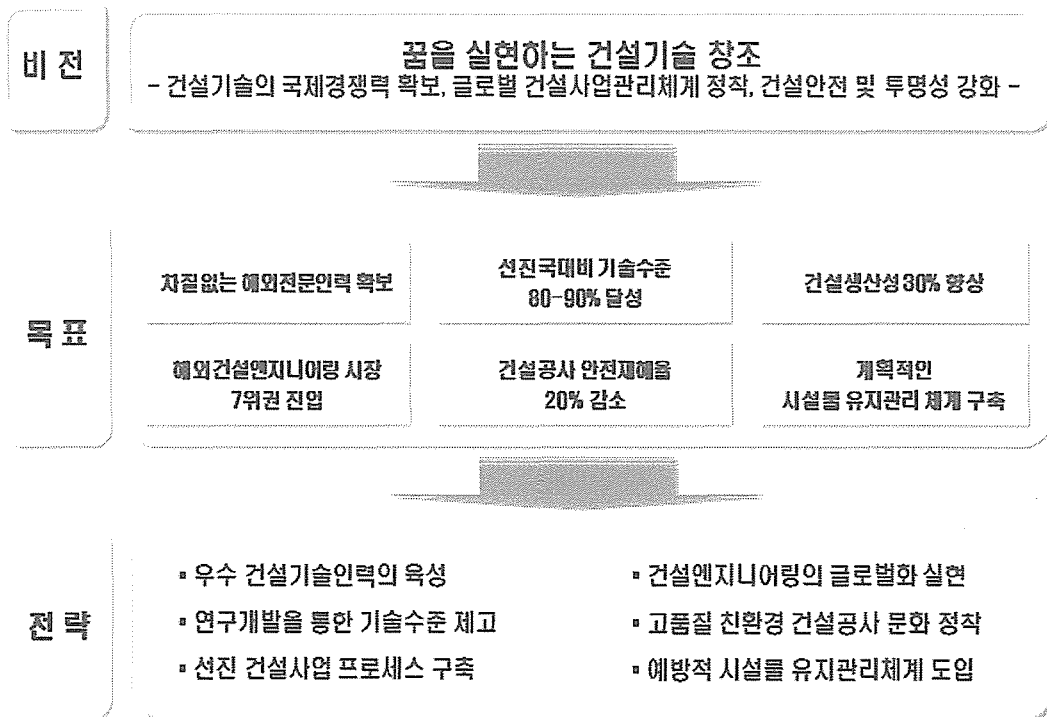 비 전
꿈을 실현하는 건설기술 창조
- 건설기술의 국제경쟁력 확보, 글로벌 건설사업관리체계 정착, 건설안전 및 투명성 강화 -
목 표
차질없는 해외전문인력 확보
선진국대비 기술수준
80-90% 달성
건설생산성 30% 향상
해외건설엔지니어링 시장
7위권 진입
건설공사 안전재해율
20% 감소
계획적인
시설물 유지관리 체계 구축
전 략
▪ 우수 건설기술인력의 육성
▪ 연구개발을 통한 기술수준 제고
▪ 선진 건설사업 프로세스 구축
▪ 건설엔지니어링의 글로벌화 실현
▪ 고품질 친환경 건설공사 문화 정착
▪ 예방적 시설물 유지관리체계 도입